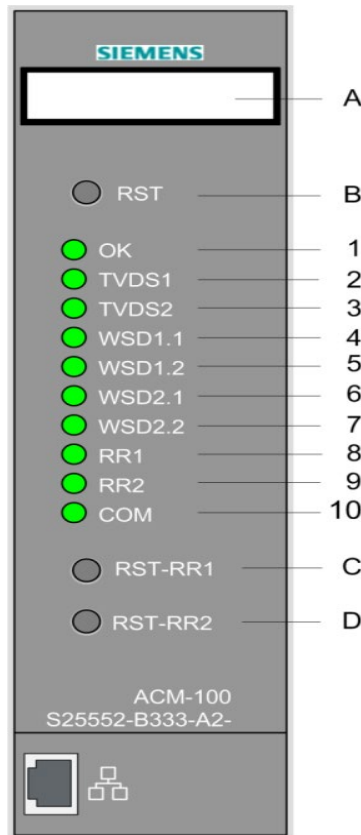 SIEMENS
A
RST B
OK 1
TVDS1 2
TVDS2 3
WSD1.1 4
WSD1.2 5
WSD2.1 6
WSD2.2 7
RR1 8
RR2 9
COM 10
RST-RR1 C
RST-RR2 D
ACM-100
S25552-B333-A2-